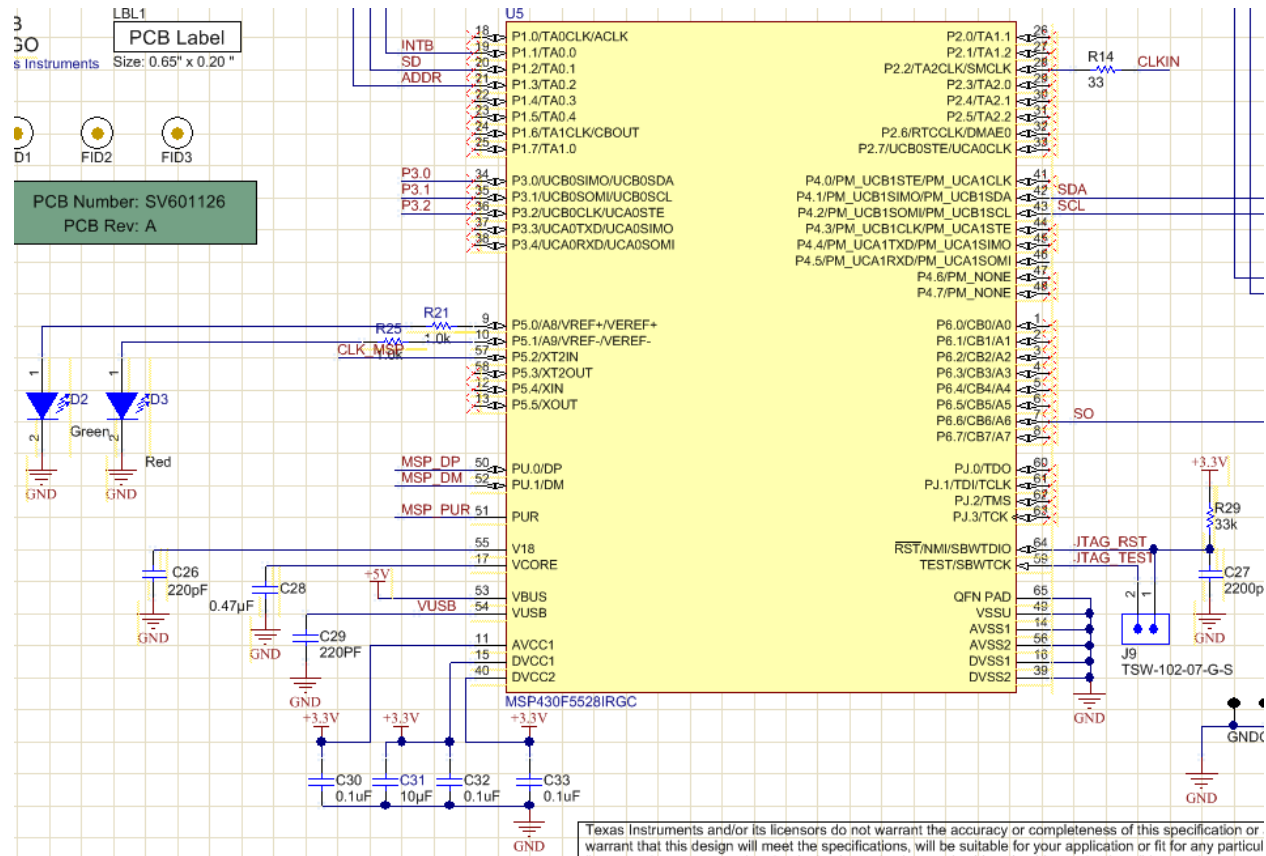 B
GO
s Instruments
LBL1
PCB Label
Size: 0.65" x 0.20 "
D1
FID2
FID3
PCB Number: SV601126
PCB Rev: A
U5
18 P1.0/TA0CLK/ACLK
INTB 19 P1.1/TA0.0
SD 20 P1.2/TA0.1
ADDR 21 P1.3/TA0.2
22 P1.4/TA0.3
23 P1.5/TA0.4
24 P1.6/TA1CLK/CBOUT
25 P1.7/TA1.0
P3.0 34 P3.0/UCB0SIMO/UCB0SDA
P3.1 35 P3.1/UCB0SOMI/UCB0SCL
P3.2 36 P3.2/UCB0CLK/UCA0STE
37 P3.3/UCA0TXD/UCA0SIMO
38 P3.4/UCA0RXD/UCA0SOMI
R21
1.0k
9 P5.0/A8/VREF+/VEREF+
R25
1.0k
10 P5.1/A9/VREF-/VEREF-
CLK_MSP 57 P5.2/XT2IN
58 P5.3/XT2OUT
12 P5.4/XIN
13 P5.5/XOUT
1
1
D2
D3
2
Green
2
Red
GND
GND
MSP_DP 50 PU.0/DP
MSP_DM 52 PU.1/DM
MSP_PUR 51 PUR
55 V18
17 VCORE
C26
220pF
GND
C28
0.47µF
GND
+5V
53 VBUS
VUSB 54 VUSB
C29
220PF
GND
11 AVCC1
15 DVCC1
40 DVCC2
P2.0/TA1.1 26
P2.1/TA1.2 27
P2.2/TA2CLK/SMCLK 28
R14
33
CLKIN
P2.3/TA2.0 29
P2.4/TA2.1 30
P2.5/TA2.2 31
P2.6/RTCCLK/DMAE0 32
P2.7/UCB0STE/UCA0CLK 33
P4.0/PM_UCB1STE/PM_UCA1CLK 41
P4.1/PM_UCB1SIMO/PM_UCB1SDA 42 SDA
P4.2/PM_UCB1SOMI/PM_UCB1SCL 43 SCL
P4.3/PM_UCB1CLK/PM_UCA1STE 44
P4.4/PM_UCA1TXD/PM_UCA1SIMO 45
P4.5/PM_UCA1RXD/PM_UCA1SOMI 46
P4.6/PM_NONE 47
P4.7/PM_NONE 48
P6.0/CB0/A0 1
P6.1/CB1/A1 2
P6.2/CB2/A2 3
P6.3/CB3/A3 4
P6.4/CB4/A4 5
P6.5/CB5/A5 6
P6.6/CB6/A6 7 SO
P6.7/CB7/A7 8
PJ.0/TDO 60
PJ.1/TDI/TCLK 61
PJ.2/TMS 62
PJ.3/TCK 63
RST/NMI/SBWTDIO 64 JTAG_RST
TEST/SBWTCK 59 JTAG_TEST
QFN PAD 65
VSSU 49
AVSS1 14
AVSS2 56
DVSS1 16
DVSS2 39
GND
+3.3V
R29
33k
C27
2200p
GND
2 1
J9
TSW-102-07-G-S
MSP430F5528IRGC
+3.3V
+3.3V
+3.3V
C30
0.1uF
C31
10µF
C32
0.1uF
C33
0.1uF
GND
GND
GND
Texas Instruments and/or its licensors do not warrant the accuracy or completeness of this specification or
warrant that this design will meet the specifications, will be suitable for your application or fit for any particul